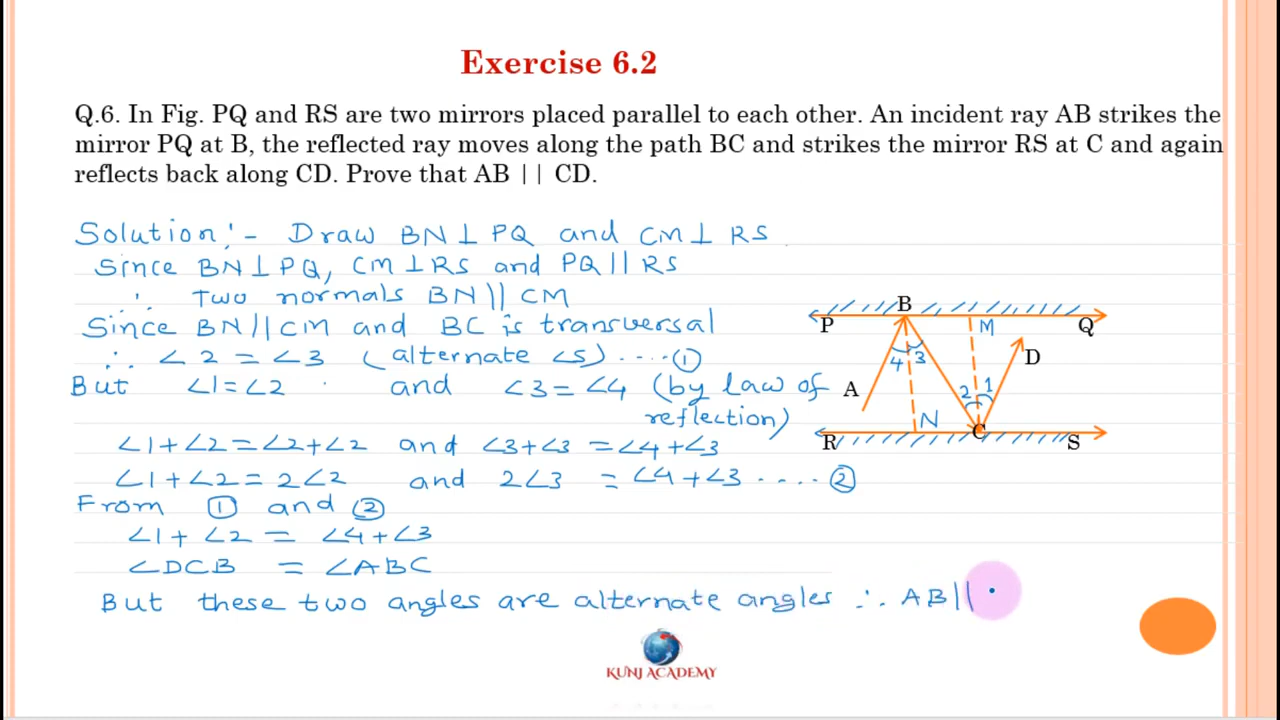 Exercise 6.2
Q.6. In Fig. PQ and RS are two mirrors placed parallel to each other. An incident ray AB strikes the
mirror PQ at B, the reflected ray moves along the path BC and strikes the mirror RS at C and again
reflects back along CD. Prove that AB || CD.
Solution:- Draw BN⊥PQ and CM⊥RS
Since BN⊥PQ, CM⊥RS and PQ||RS
∴ Two normals BN||CM
Since BN||CM and BC is transversal
∴ ∠2=∠3 (alternate ∠s) ....①
But ∠1=∠2 and ∠3=∠4 (by law of
reflection)
∠1+∠2=∠2+∠2 and ∠3+∠3=∠4+∠3
∠1+∠2=2∠2 and 2∠3=∠4+∠3....②
From ① and ②
∠1+∠2=∠4+∠3
∠DCB=∠ABC
But these two angles are alternate angles ∴ AB||
B
P
M
Q
4
3
D
A
2
1
N
R
C
S
KUNJ ACADEMY